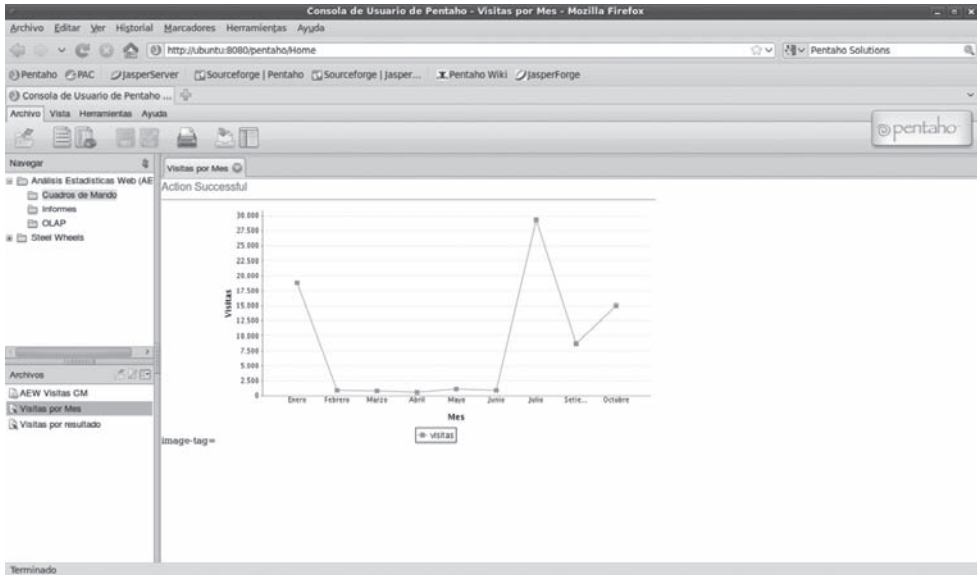 Consola de Usuario de Pentaho - Visitas por Mes - Mozilla Firefox
Archivo Editar Ver Historial Marcadores Herramientas Ayuda
http://ubuntu:8080/pentaho/Home
Pentaho Solutions
Pentaho PAC JasperServer Sourceforge | Pentaho Sourceforge | Jasper... Pentaho Wiki JasperForge
Consola de Usuario de Pentaho ...
Archivo Vista Herramientas Ayuda
pentaho
Navegar
Análisis Estadísticas Web (AE
Cuadros de Mando
Informes
OLAP
Steel Wheels
Archivos
AEW Visitas CM
Visitas por Mes
Visitas por resultado
Visitas por Mes
Action Successful
30.000
27.500
25.000
22.500
20.000
17.500
15.000
12.500
10.000
7.500
5.000
2.500
0
Visitas
Enero Febrero Marzo Abril Mayo Junio Julio Setie... Octubre
Mes
visitas
image-tag=
Terminado